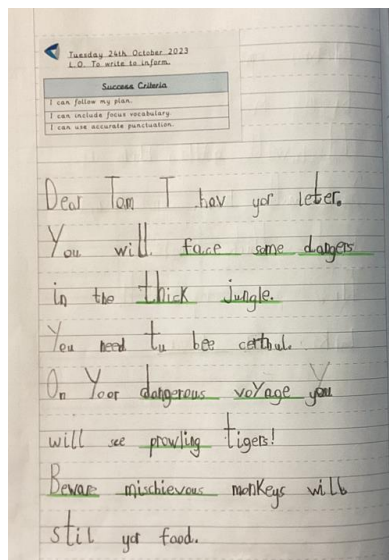 Tuesday 24th October 2023
L.O. To write to inform.
Success Criteria
I can follow my plan.
I can include focus vocabulary.
I can use accurate punctuation.
Dear Tom I hav yor leter.
You will face some dangers
in the thick jungle.
You need tu bee certhul.
On Yoor dangerous voyage you
will see prowling tigers!
Beware mischievous monkeys will
stil yor food.